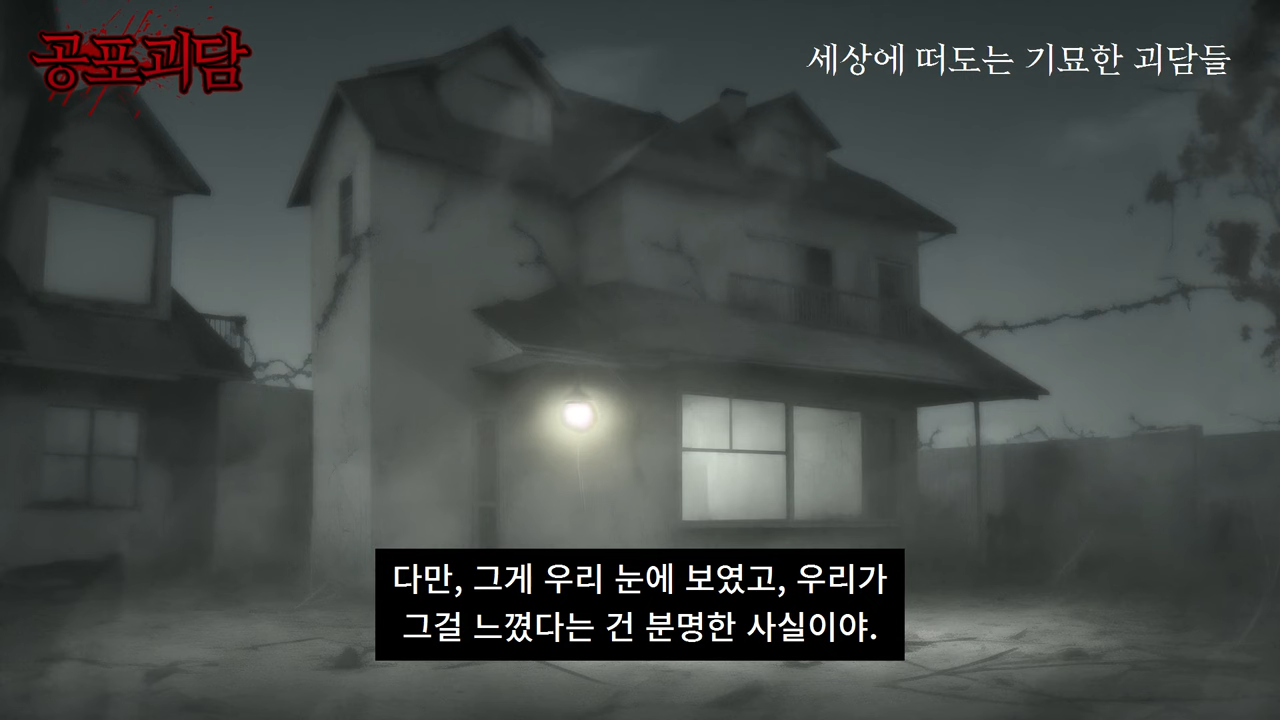 공포괴담
세상에 떠도는 기묘한 괴담들
다만, 그게 우리 눈에 보였고, 우리가
그걸 느꼈다는 건 분명한 사실이야.